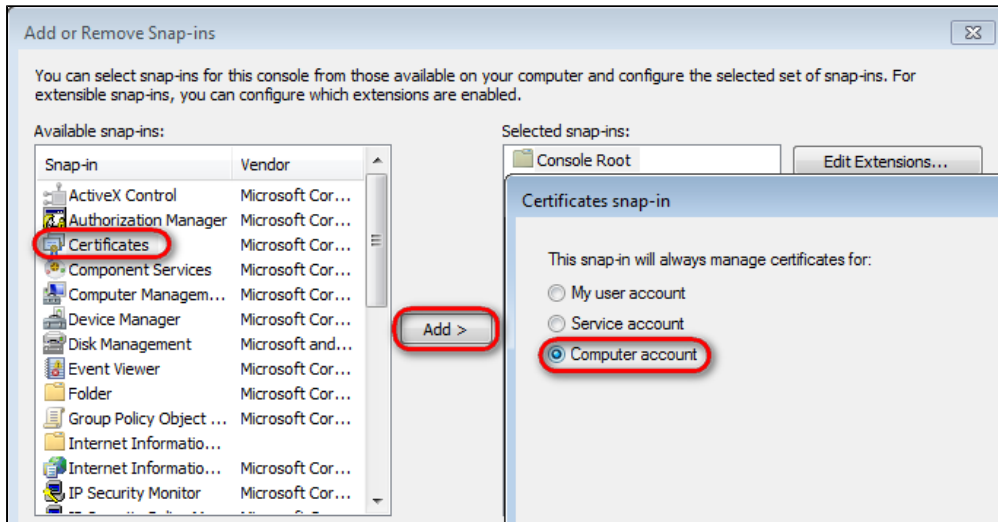 Add or Remove Snap-ins
You can select snap-ins for this console from those available on your computer and configure the selected set of snap-ins. For
extensible snap-ins, you can configure which extensions are enabled.
Available snap-ins:
Selected snap-ins:
Snap-in Vendor
Console Root
Edit Extensions...
ActiveX Control Microsoft Cor...
Authorization Manager Microsoft Cor...
Certificates Microsoft Cor...
Component Services Microsoft Cor...
Computer Managem... Microsoft Cor...
Device Manager Microsoft Cor...
Disk Management Microsoft and...
Event Viewer Microsoft Cor...
Folder Microsoft Cor...
Group Policy Object ... Microsoft Cor...
Internet Informatio...
Internet Informatio... Microsoft Cor...
IP Security Monitor Microsoft Cor...
Add >
Certificates snap-in
This snap-in will always manage certificates for:
My user account
Service account
Computer account